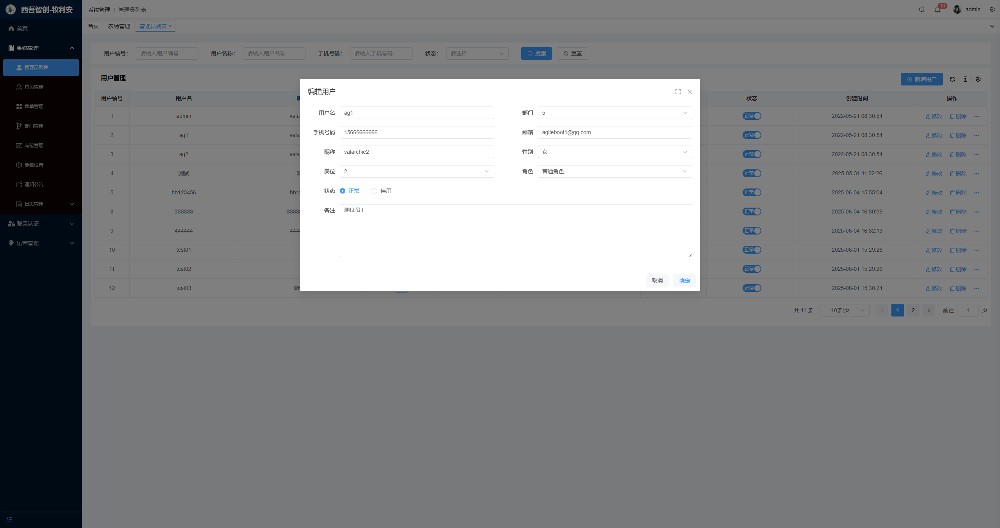 西吾智创-牧利安
系统管理 / 管理员列表
13
admin
首页
农场管理
管理员列表 ×
首页
系统管理
管理员列表
角色管理
菜单管理
部门管理
岗位管理
参数设置
通知公告
日志管理
登录认证
运营管理
用户编号： 请输入用户编号 用户名称： 请输入用户名称 手机号码： 请输入手机号码 状态： 请选择 搜索 重置
用户管理
新增用户
用户编号 用户名 状态 创建时间 操作
1 admin vala 正常 2022-05-21 08:30:54 修改 删除
2 ag1 vala 正常 2022-05-21 08:30:54 修改 删除
3 ag2 vala 正常 2022-05-21 08:30:54 修改 删除
4 测试 正常 2025-05-31 11:02:26 修改 删除
5 hb123456 hb12 正常 2025-06-04 15:55:04 修改 删除
8 333333 3333 正常 2025-06-04 16:30:39 修改 删除
9 444444 444 正常 2025-06-04 16:32:13 修改 删除
10 test01 正常 2025-08-01 15:29:26 修改 删除
11 test02 正常 2025-08-01 15:29:26 修改 删除
12 test03 测 正常 2025-08-01 15:30:24 修改 删除
共 11 条 10条/页 1 2 前往 1 页
编辑用户
用户名 ag1 部门 5
手机号码 15666666666 邮箱 agileboot1@qq.com
昵称 valarchie2 性别 女
岗位 2 角色 普通角色
状态 正常 停用
备注 测试员1
取消 确定